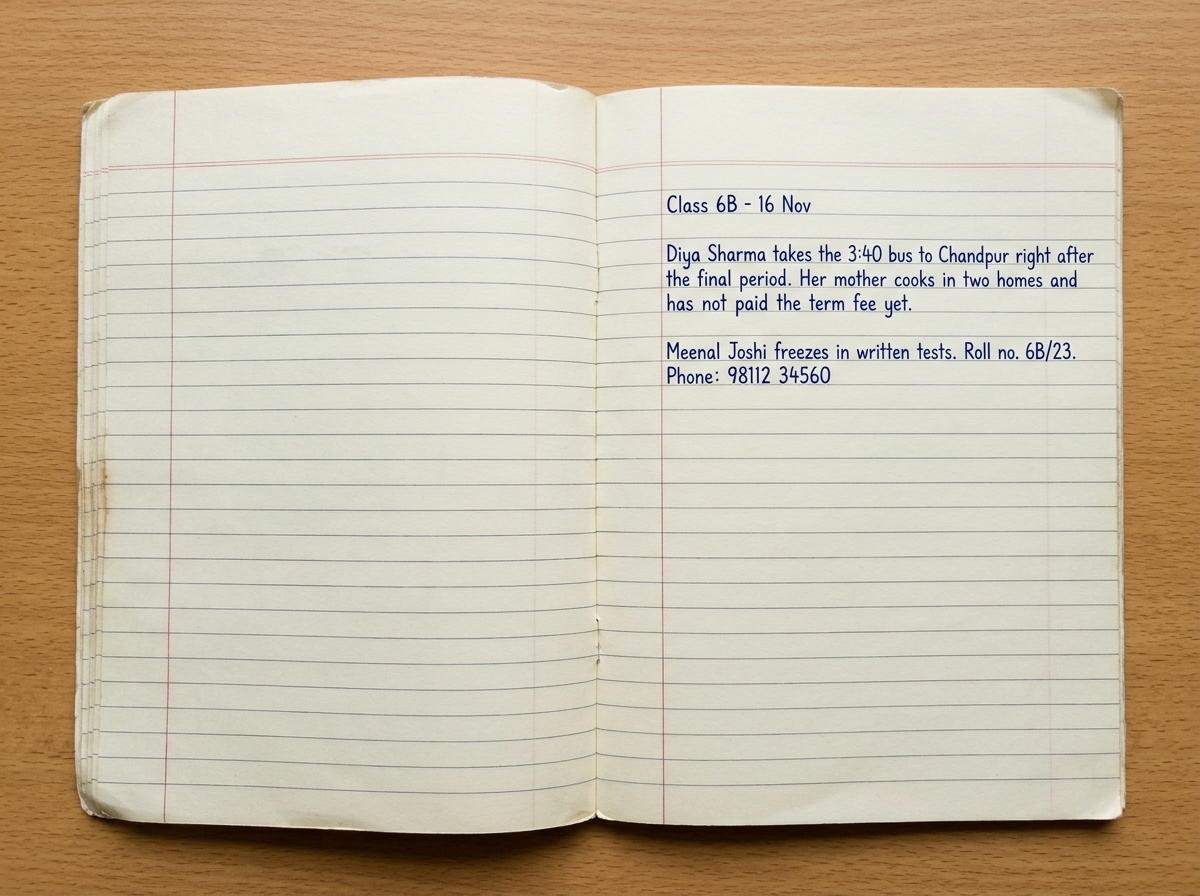 Class 6B - 16 Nov
Diya Sharma takes the 3:40 bus to Chandpur right after
the final period. Her mother cooks in two homes and
has not paid the term fee yet.
Meenal Joshi freezes in written tests. Roll no. 6B/23.
Phone: 98112 34560